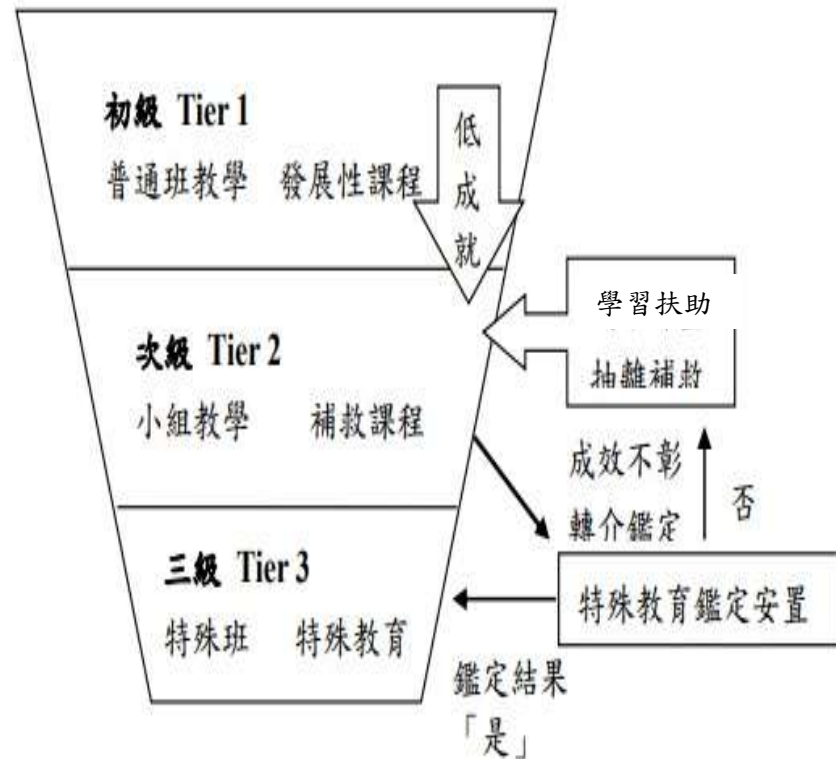 初級 Tier 1
普通班教學 發展性課程
低
成
就
次級 Tier 2
小組教學 補救課程
學習扶助
抽離補救
成效不彰
轉介鑑定
否
三級 Tier 3
特殊班 特殊教育
特殊教育鑑定安置
鑑定結果
「是」